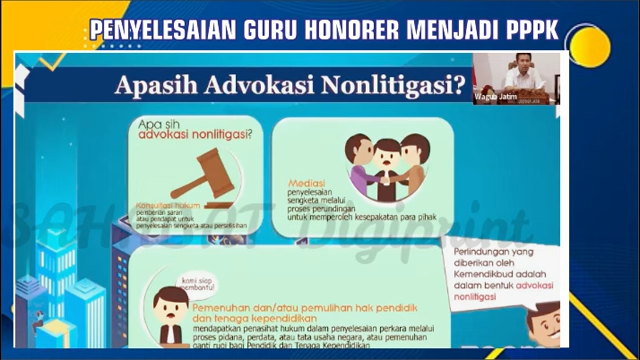 PENYELESAIAN GURU HONORER MENJADI PPPK
Apasih Advokasi Nonlitigasi?
Wagub Jatim
Apa sih
advokasi nonlitigasi?
Konsultasi hukum
pemberian saran
atau pendapat untuk
penyelesaian sengketa atau perselisihan
Mediasi
penyelesaian
sengketa melalui
proses perundingan
untuk memperoleh kesepakatan para pihak
Digiprint
Perlindungan yang
diberikan oleh
Kemendikbud adalah
dalam bentuk advokasi
nonlitigasi
kami siap
membantu!
Pemenuhan dan/atau pemulihan hak pendidik
dan tenaga kependidikan
mendapatkan penasihat hukum dalam penyelesaian perkara melalui
proses pidana, perdata, atau tata usaha negara, atau pemenuhan
ganti rugi bagi Pendidik dan Tenaga Kependidikan